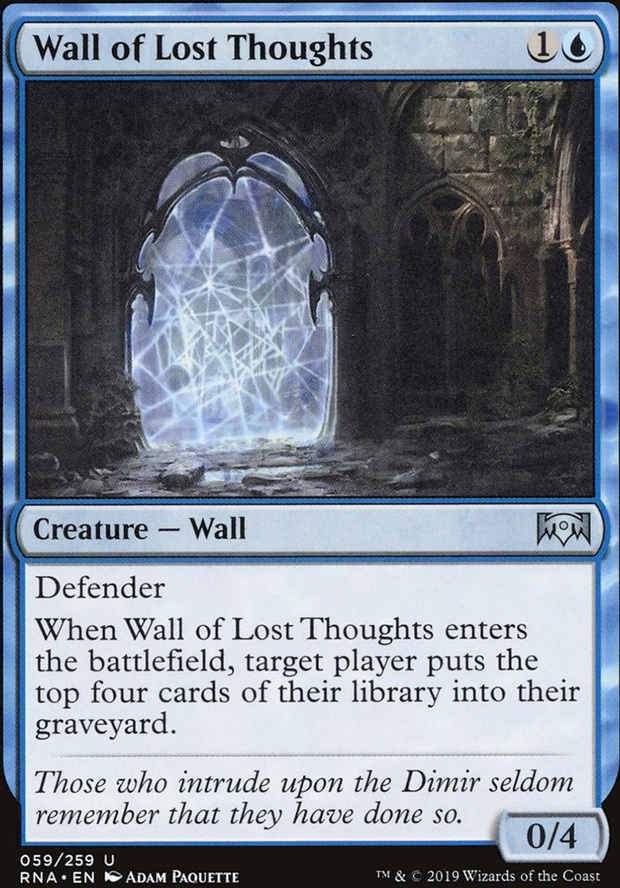 Wall of Lost Thoughts 1
Creature — Wall
Defender
When Wall of Lost Thoughts enters
the battlefield, target player puts the
top four cards of their library into their
graveyard.
Those who intrude upon the Dimir seldom
remember that they have done so.
0/4
059/259 U
RNA • EN Adam Paquette
™ & © 2019 Wizards of the Coast